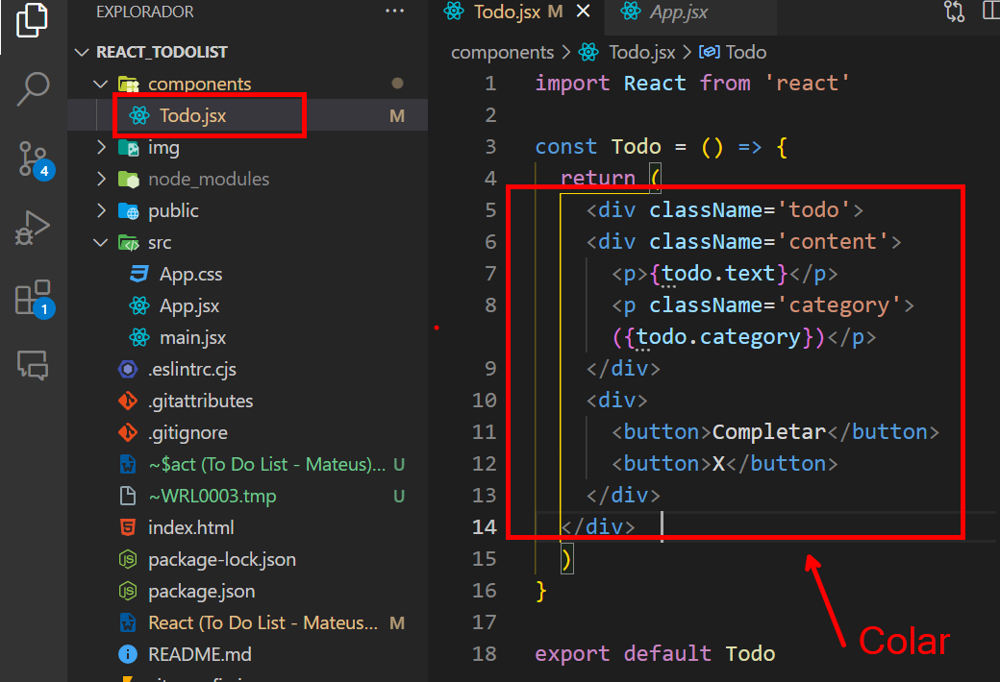 EXPLORADOR ...
REACT_TODOLIST
components
Todo.jsx M
img
node_modules
public
src
App.css
App.jsx
main.jsx
.eslintrc.cjs
.gitattributes
.gitignore
~$act (To Do List - Mateus)... U
~WRL0003.tmp U
index.html
package-lock.json
package.json
React (To Do List - Mateus... M
README.md
4
1
Todo.jsx M
App.jsx
components > Todo.jsx > Todo
1 import React from 'react'
2
3 const Todo = () => {
4 return (
5 <div className='todo'>
6 <div className='content'>
7 <p>{todo.text}</p>
8 <p className='category'>
({todo.category})</p>
9 </div>
10 <div>
11 <button>Completar</button>
12 <button>X</button>
13 </div>
14 </div>
15 )
16 }
17
18 export default Todo
Colar